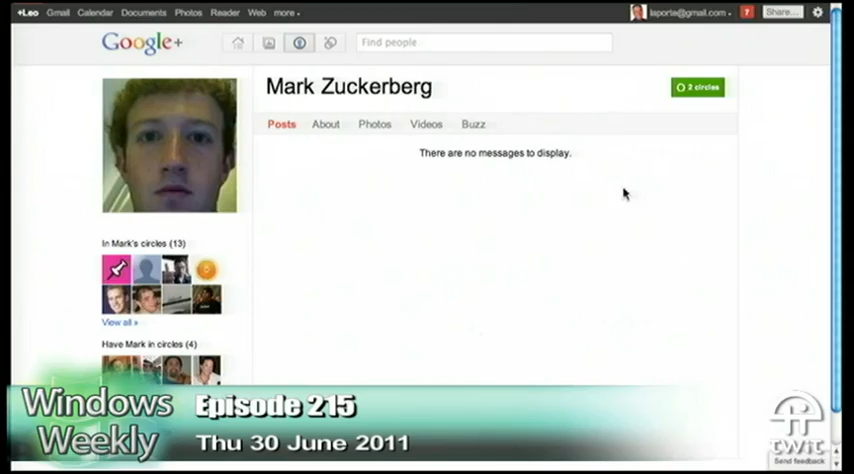 +Leo Gmail Calendar Documents Photos Reader Web more
laporte@gmail.com 7 Share...
Google+ Find people
Mark Zuckerberg
2 circles
Posts About Photos Videos Buzz
There are no messages to display.
In Mark's circles (13)
View all »
Have Mark in circles (4)
Windows Weekly
Episode 215
Thu 30 June 2011
twit
Send feedback